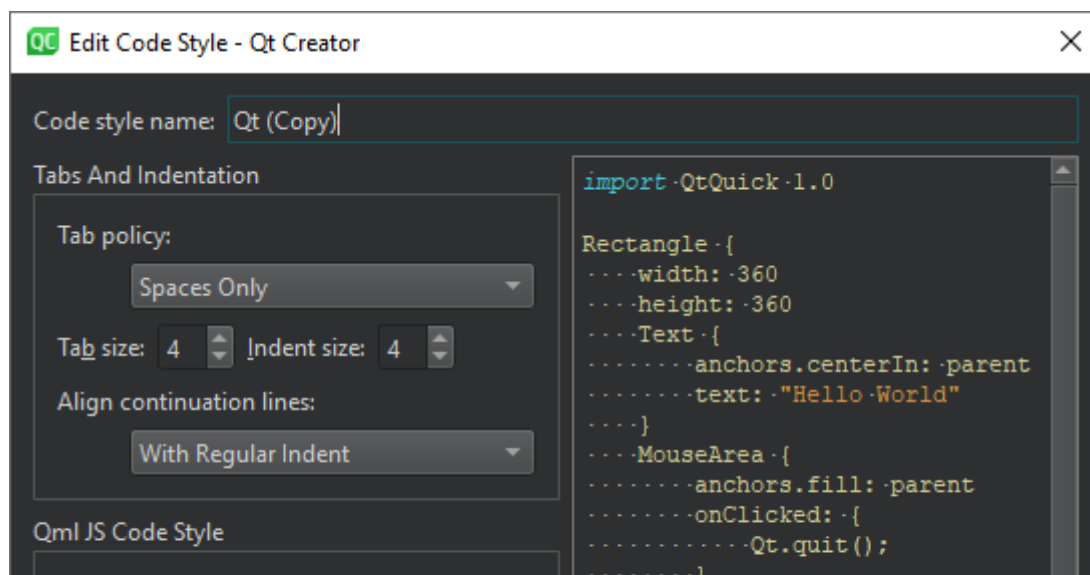 QC Edit Code Style - Qt Creator
Code style name: Qt (Copy)
Tabs And Indentation
Tab policy:
Spaces Only
Tab size: 4 Indent size: 4
Align continuation lines:
With Regular Indent
Qml JS Code Style
import·QtQuick·1.0
Rectangle·{
····width:·360
····height:·360
····Text·{
········anchors.centerIn:·parent
········text:·"Hello·World"
····}
····MouseArea·{
········anchors.fill:·parent
········onClicked:·{
············Qt.quit();